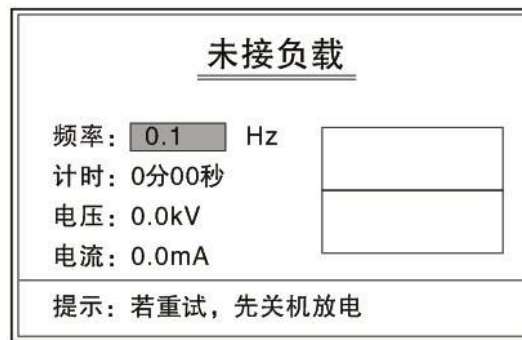 未接负载
频率: 0.1 Hz
计时: 0分00秒
电压: 0.0kV
电流: 0.0mA
提示: 若重试，先关机放电